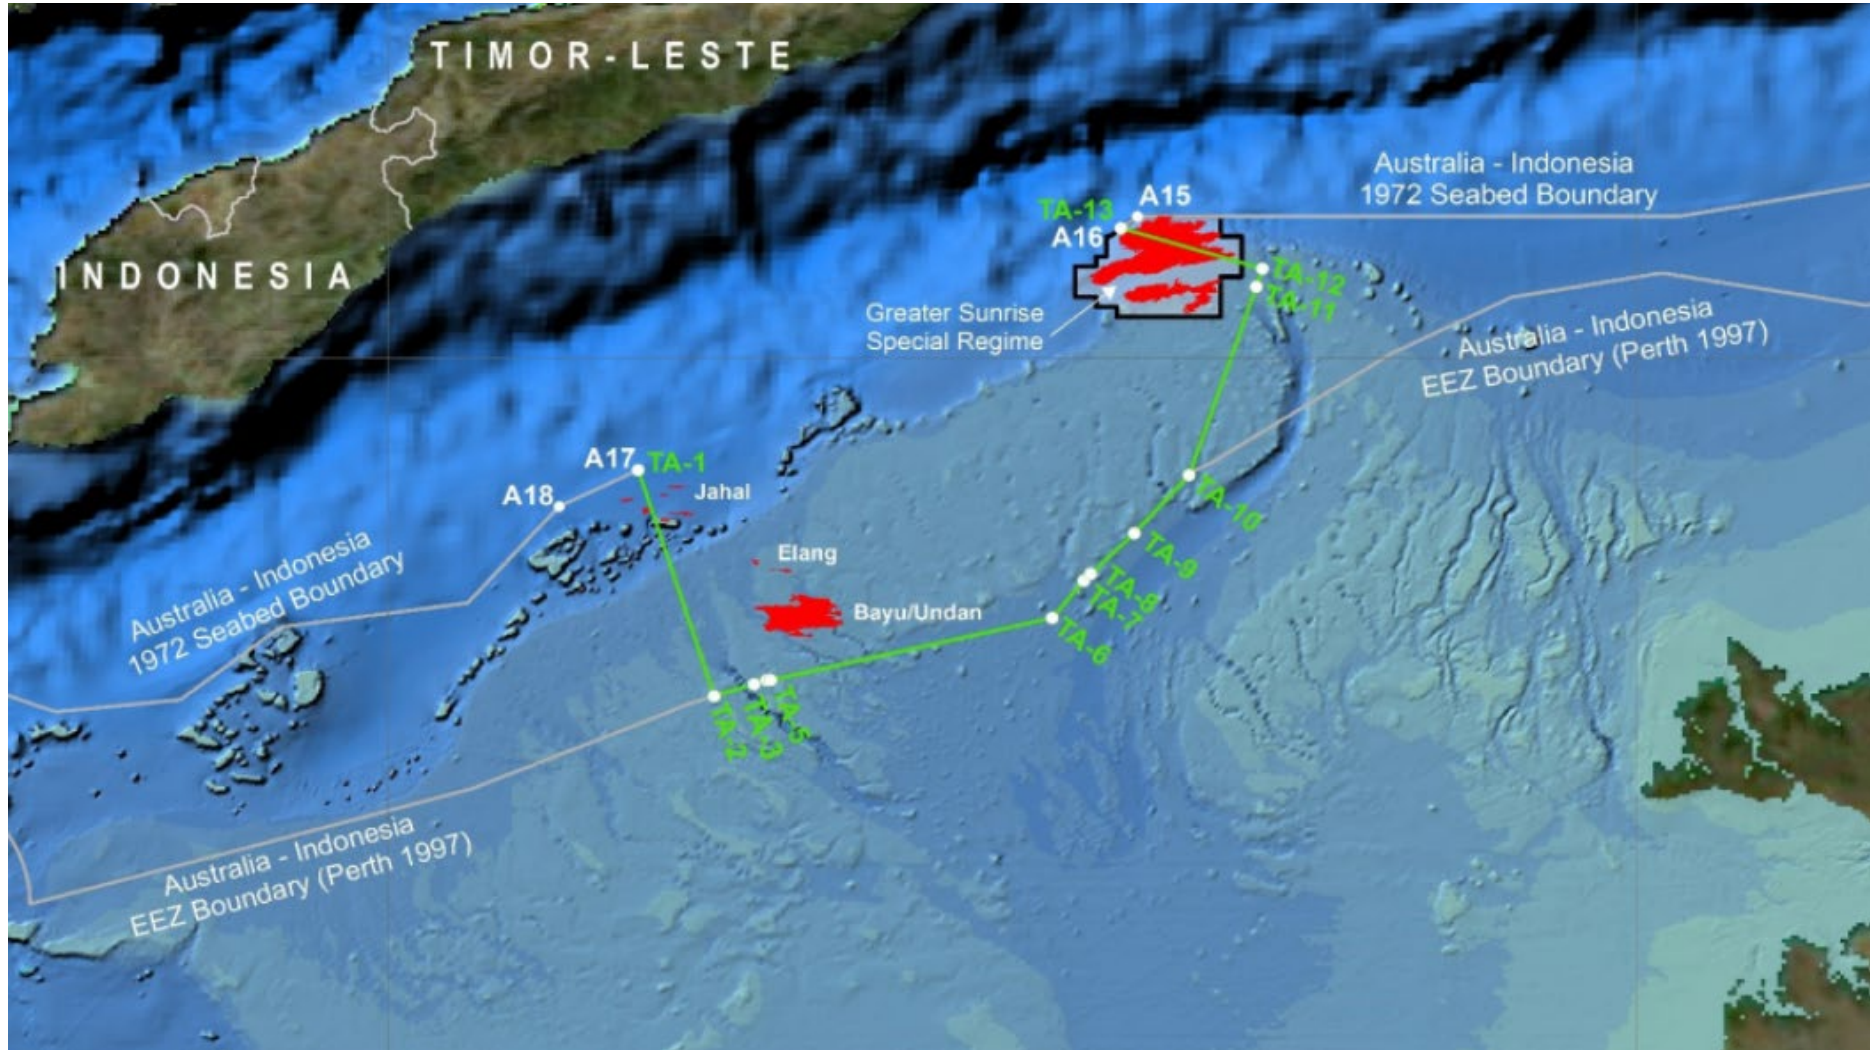 TIMOR-LESTE
INDONESIA
Australia - Indonesia
1972 Seabed Boundary
TA-13
A15
A16
TA-12
TA-11
Greater Sunrise
Special Regime
Australia - Indonesia
EEZ Boundary (Perth 1997)
A17
TA-1
A18
Jahal
TA-10
Elang
TA-9
Australia - Indonesia
1972 Seabed Boundary
TA-8
TA-7
Bayu/Undan
TA-6
TA-2
TA-3
TA-5
Australia - Indonesia
EEZ Boundary (Perth 1997)